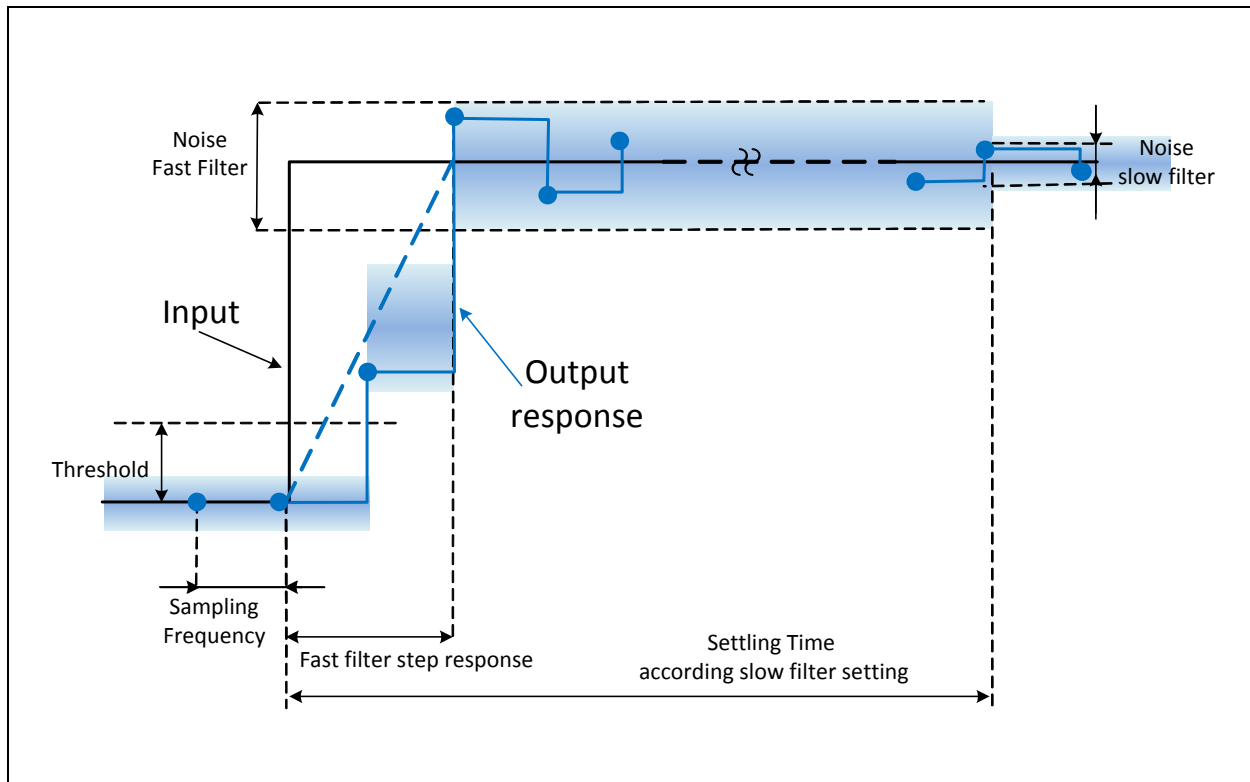 Noise
Fast Filter
Noise
slow filter
Input
Output
response
Threshold
Sampling
Frequency
Fast filter step response
Settling Time
according slow filter setting